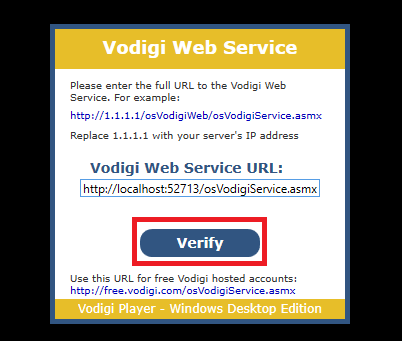 Vodigi Web Service
Please enter the full URL to the Vodigi Web
Service. For example:
http://1.1.1.1/osVodigiWeb/osVodigiService.asmx
Replace 1.1.1.1 with your server's IP address
Vodigi Web Service URL:
http://localhost:52713/osVodigiService.asmx
Verify
Use this URL for free Vodigi hosted accounts:
http://free.vodigi.com/osVodigiService.asmx
Vodigi Player - Windows Desktop Edition